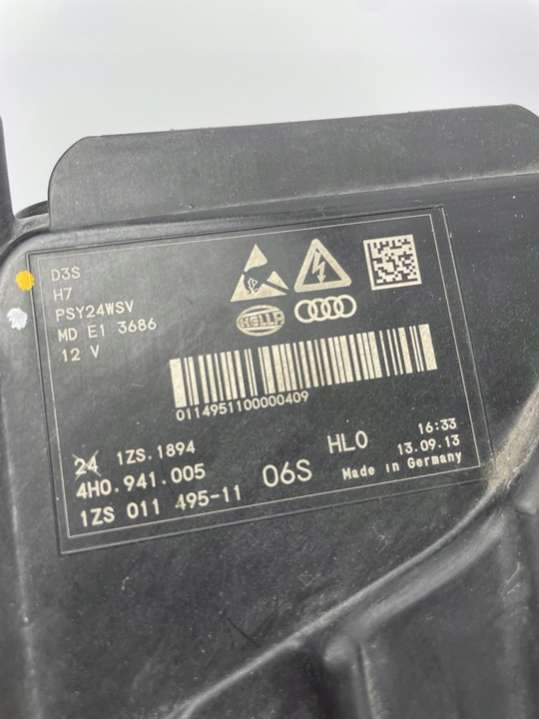 D3S
H7
PSY24WSV
MD E1 3686
12 V
HELLA
0114951100000409
24 1ZS.1894
4H0.941.005
1ZS 011 495-11
06S
HL0
16:33
13.09.13
Made in Germany